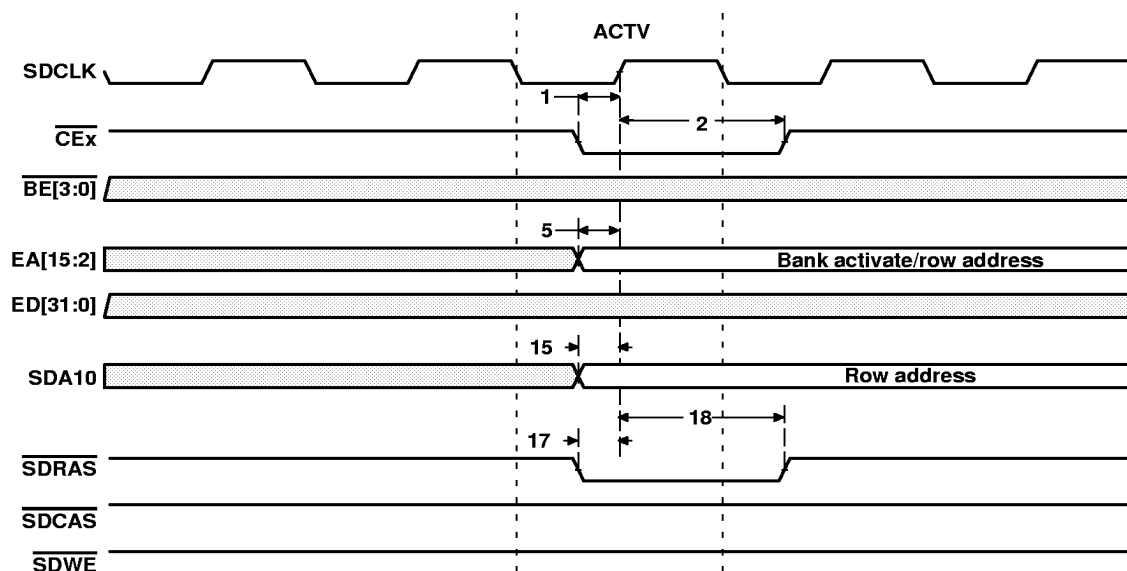 ACTV
SDCLK
1
CEx
2
BE[3:0]
5
EA[15:2]
Bank activate/row address
ED[31:0]
15
SDA10
Row address
18
17
SDRAS
SDCAS
SDWE